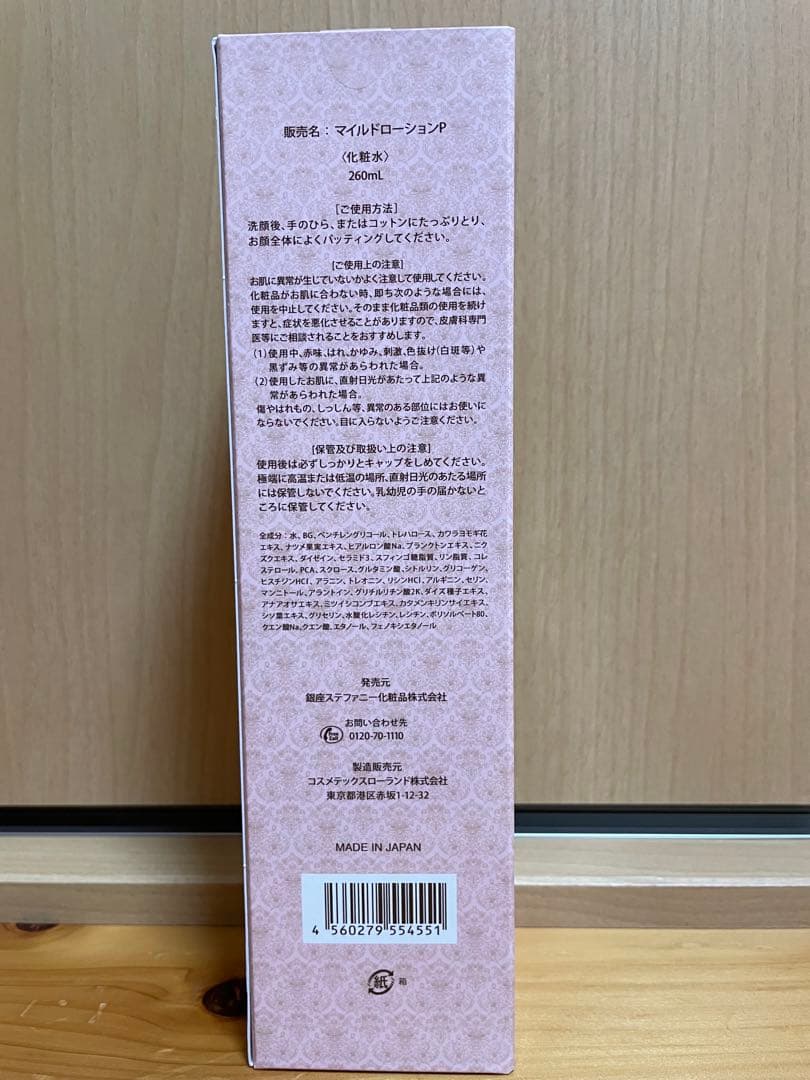 販売名：マイルドローションP
〈化粧水〉
260mL
[ご使用方法]
洗顔後、手のひら、またはコットンにたっぷりとり、
お顔全体によくパッティングしてください。
[ご使用上の注意]
お肌に異常が生じていないかよく注意して使用してください。
化粧品がお肌に合わない時、即ち次のような場合には、
使用を中止してください。そのまま化粧品類の使用を続け
ますと、症状を悪化させることがありますので、皮膚科専門
医等にご相談されることをおすすめします。
(1)使用中、赤味、はれ、かゆみ、刺激、色抜け(白斑等)や
黒ずみ等の異常があらわれた場合。
(2)使用したお肌に、直射日光があたって上記のような異
常があらわれた場合。
傷やはれもの、しっしん等、異常のある部位にはお使いに
ならないでください。目に入らないようご注意ください。
[保管及び取扱い上の注意]
使用後は必ずしっかりとキャップをしめてください。
極端に高温または低温の場所、直射日光のあたる場所
には保管しないでください。乳幼児の手の届かないと
ころに保管してください。
全成分：水、BG、ペンチレングリコール、トレハロース、カワラヨモギ花
エキス、ナツメ果実エキス、ヒアルロン酸Na、プランクトンエキス、ニク
ズクエキス、ダイゼイン、セラミド3、スフィンゴ糖脂質、リン脂質、コレ
ステロール、PCA、スクロース、グルタミン酸、シトルリン、グリコーゲン、
ヒスチジンHCl、アラニン、トレオニン、リシンHCl、アルギニン、セリン、
マンニトール、アラントイン、グリチルリチン酸2K、ダイズ種子エキス、
アナアオサエキス、ミツイシコンブエキス、カタメンキリンサイエキス、
シソ葉エキス、グリセリン、水酸化レシチン、レシチン、ポリソルベート80、
クエン酸Na、クエン酸、エタノール、フェノキシエタノール
発売元
銀座ステファニー化粧品株式会社
お問い合わせ先
0120-70-1110
製造販売元
コスメテックスローランド株式会社
東京都港区赤坂1-12-32
MADE IN JAPAN
4 560279 554551
紙 箱